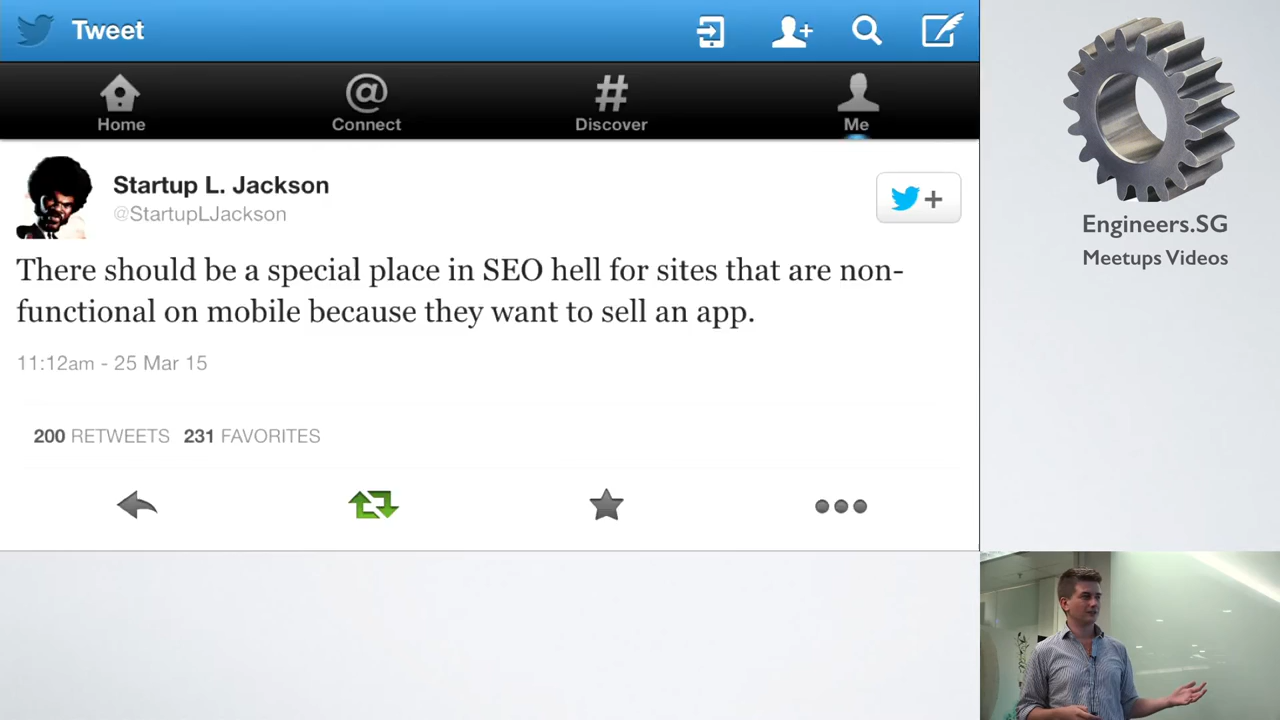 Tweet
Home
Connect
Discover
Me
Startup L. Jackson
@StartupLJackson
There should be a special place in SEO hell for sites that are non-
functional on mobile because they want to sell an app.
11:12am - 25 Mar 15
200 RETWEETS 231 FAVORITES
Engineers.SG
Meetups Videos